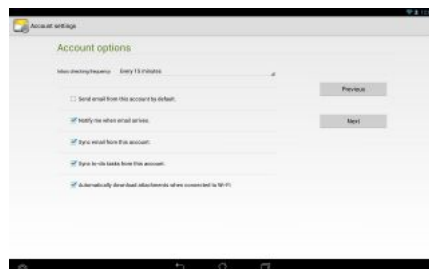 Account settings
Account options
Inbox checking frequency Every 15 minutes
Previous
Send email from this account by default.
Notify me when email arrives.
Next
Sync email from this account.
Sync to-do tasks from this account.
Automatically download attachments when connected to Wi-Fi